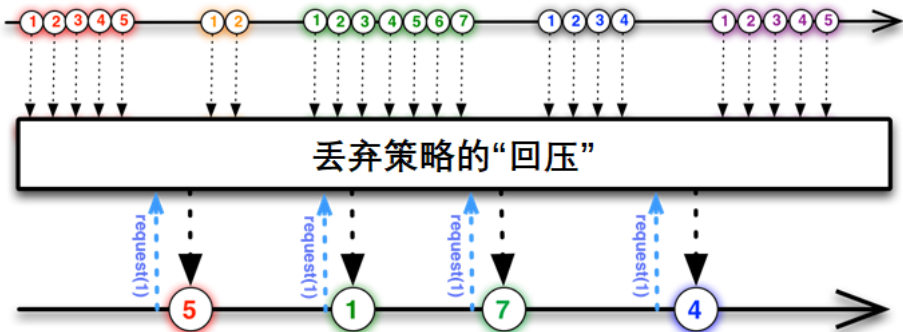 1 2 3 4 5 1 2 1 2 3 4 5 6 7 1 2 3 4 1 2 3 4 5
丢弃策略的“回压”
request(1) request(1) request(1) request(1)
5 1 7 4